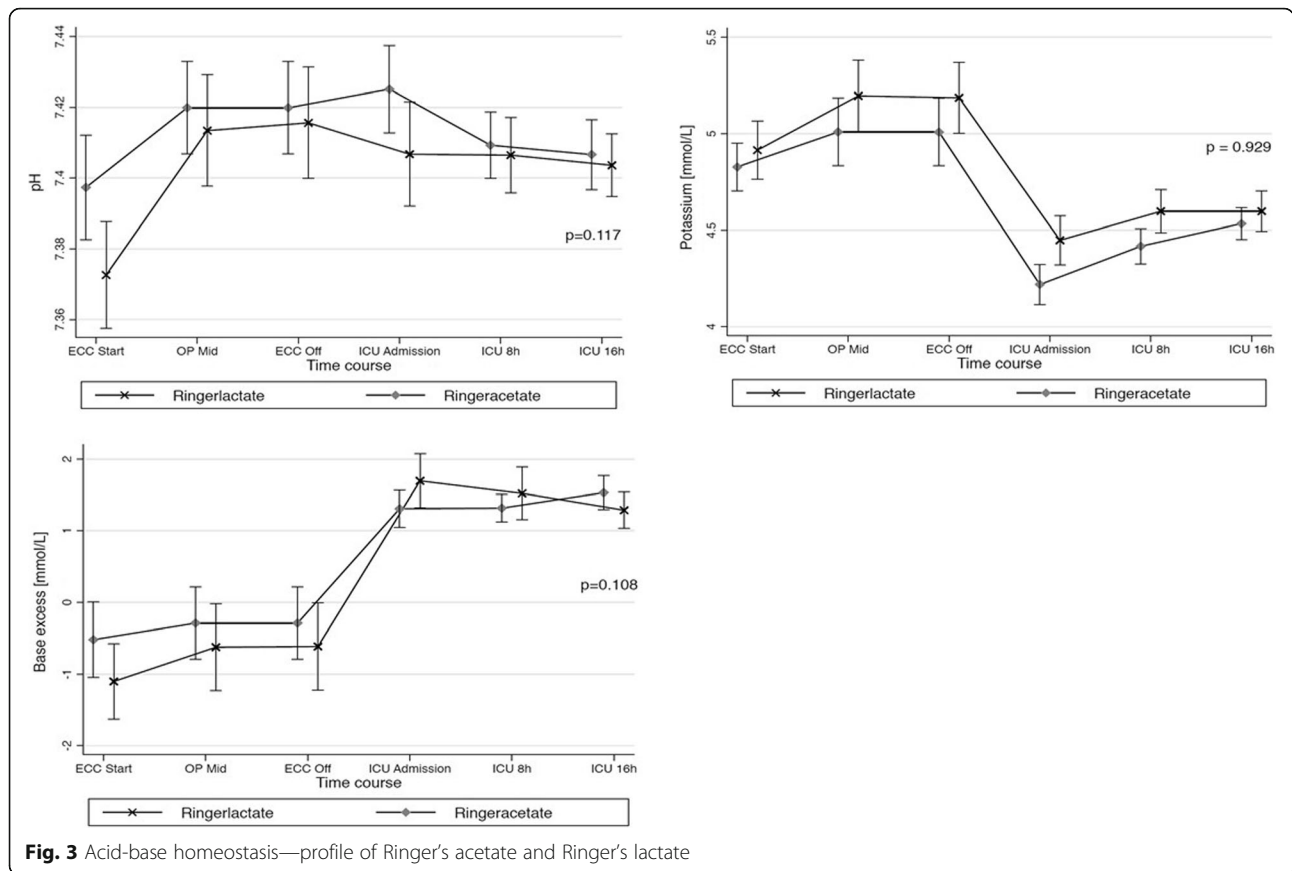 7.44
7.42
7.4
7.38
7.36
pH
p=0.117
ECC Start OP Mid ECC Off ICU Admission ICU 8h ICU 16h
Time course
Ringerlactate Ringeracetate
5.5
5
4.5
4
Potassium [mmol/L]
p = 0.929
ECC Start OP Mid ECC Off ICU Admission ICU 8h ICU 16h
Time course
Ringerlactate Ringeracetate
2
1
0
-1
-2
Base excess [mmol/L]
p=0.108
ECC Start OP Mid ECC Off ICU Admission ICU 8h ICU 16h
Time course
Ringerlactate Ringeracetate
Fig. 3 Acid-base homeostasis—profile of Ringer's acetate and Ringer's lactate